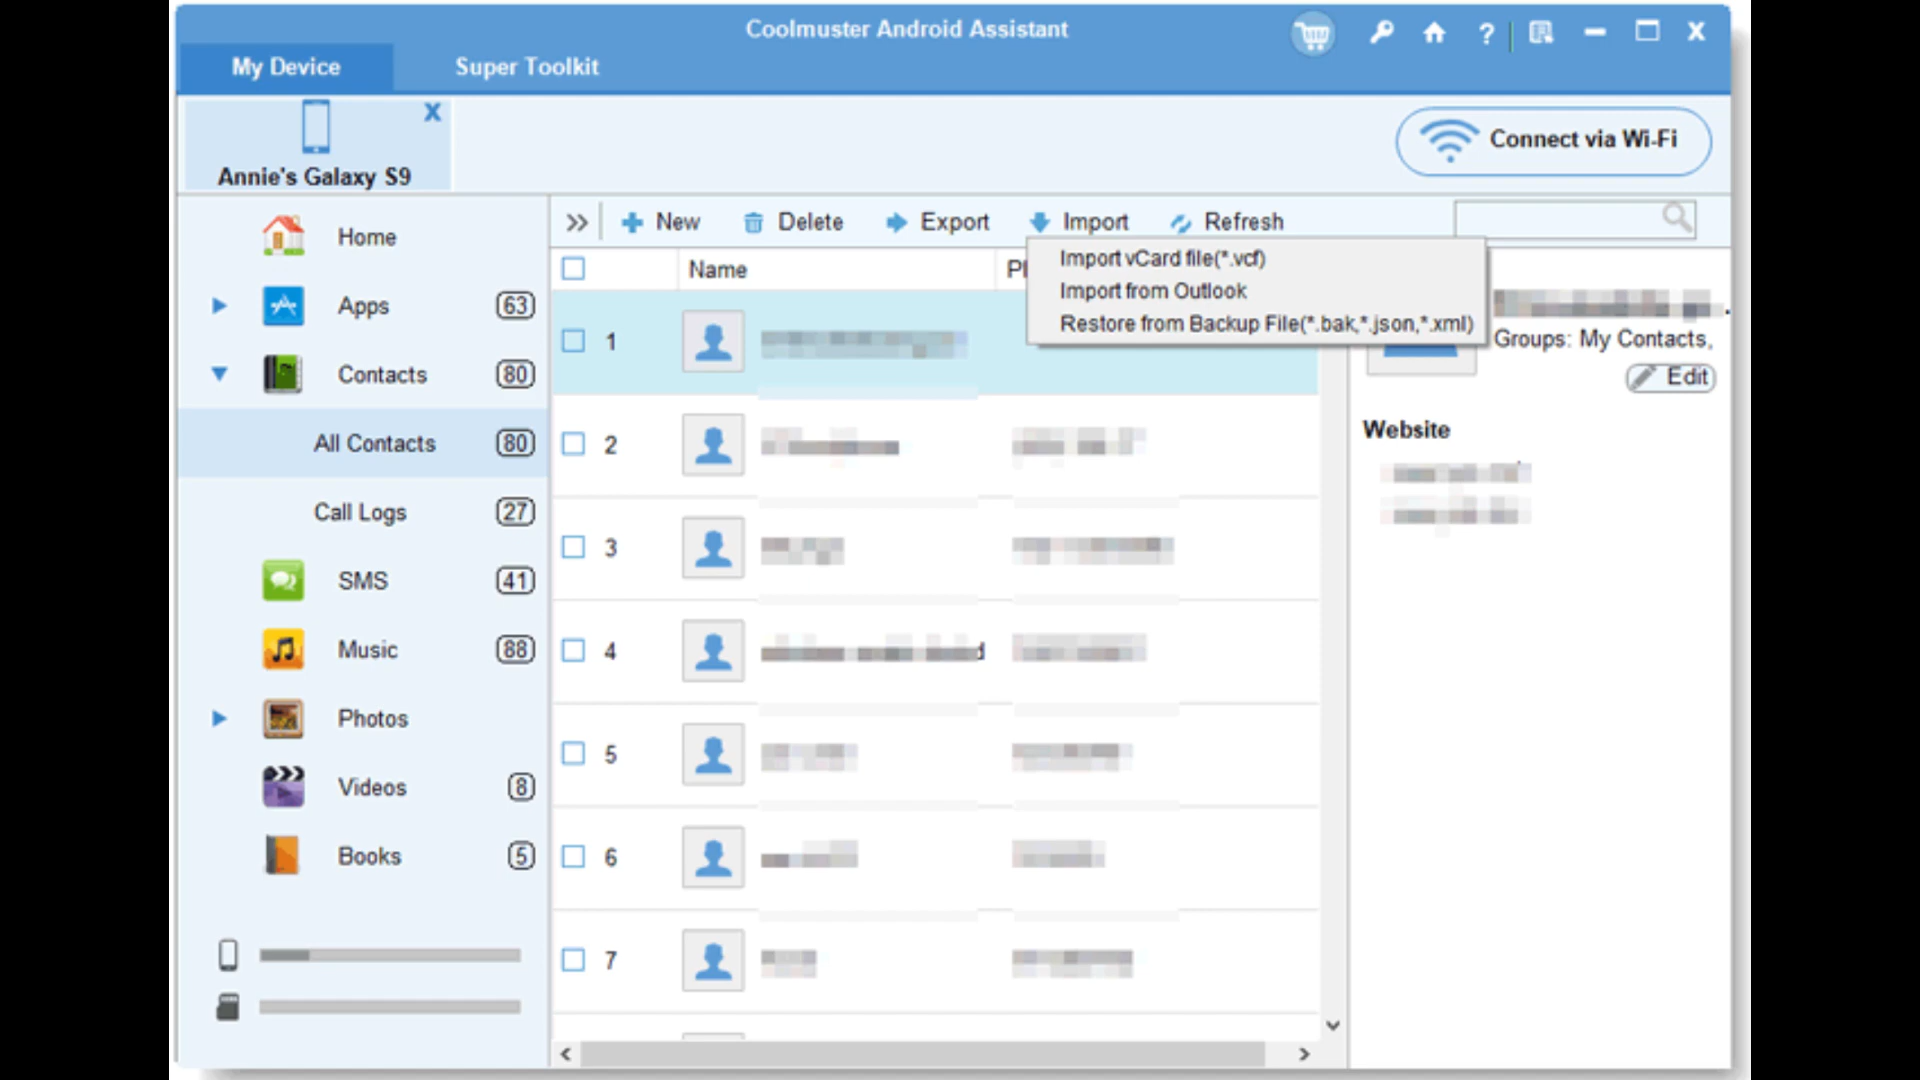 Coolmuster Android Assistant
?
My Device
Super Toolkit
X
Annie's Galaxy S9
Connect via Wi-Fi
New
Delete
Export
Import
Refresh
Import vCard file(*.vcf)
Import from Outlook
Restore from Backup File(*.bak,*.json,*.xml)
Home
Apps 63
Contacts 80
All Contacts 80
Call Logs 27
SMS 41
Music 88
Photos
Videos 8
Books 5
Name
1
2
3
4
5
6
7
Groups: My Contacts,
Edit
Website